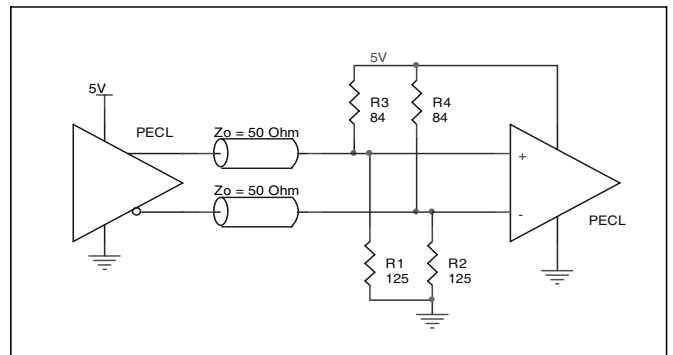 5V
5V
PECL
R3
84
R4
84
Zo = 50 Ohm
+
Zo = 50 Ohm
-
PECL
R1
125
R2
125